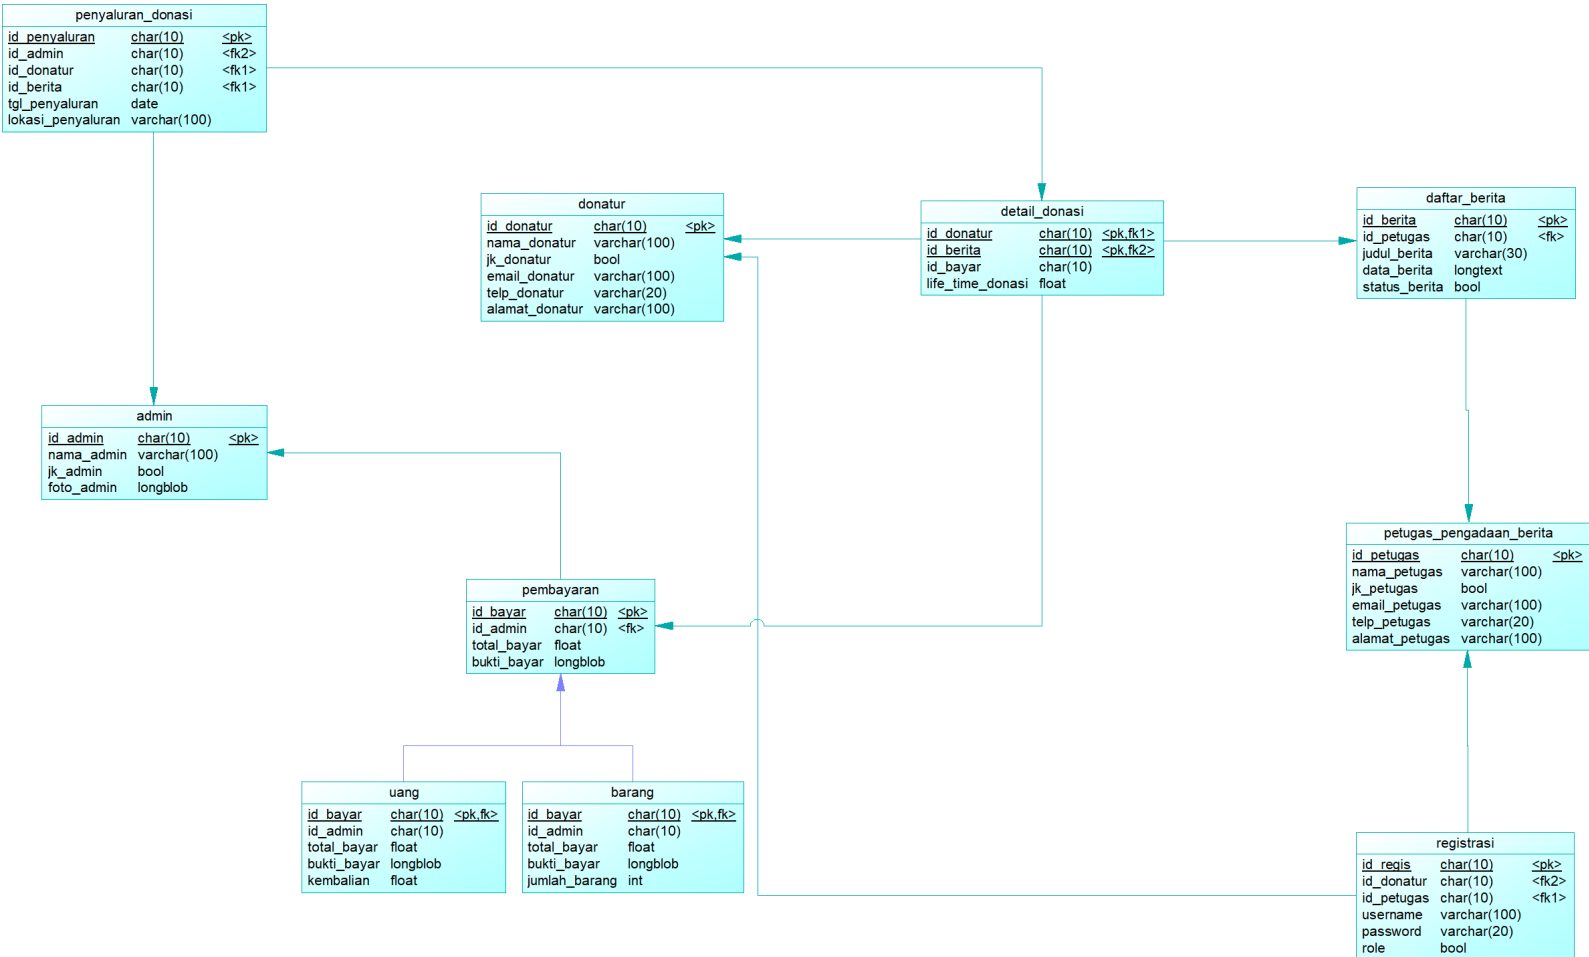 penyaluran_donasi
id_penyaluran char(10) <pk>
id_admin char(10) <fk2>
id_donatur char(10) <fk1>
id_berita char(10) <fk1>
tgl_penyaluran date
lokasi_penyaluran varchar(100)
donatur
id_donatur char(10) <pk>
nama_donatur varchar(100)
jk_donatur bool
email_donatur varchar(100)
telp_donatur varchar(20)
alamat_donatur varchar(100)
detail_donasi
id_donatur char(10) <pk,fk1>
id_berita char(10) <pk,fk2>
id_bayar char(10)
life_time_donasi float
daftar_berita
id_berita char(10) <pk>
id_petugas char(10) <fk>
judul_berita varchar(30)
data_berita longtext
status_berita bool
admin
id_admin char(10) <pk>
nama_admin varchar(100)
jk_admin bool
foto_admin longblob
petugas_pengadaan_berita
id_petugas char(10) <pk>
nama_petugas varchar(100)
jk_petugas bool
email_petugas varchar(100)
telp_petugas varchar(20)
alamat_petugas varchar(100)
pembayaran
id_bayar char(10) <pk>
id_admin char(10) <fk>
total_bayar float
bukti_bayar longblob
uang
id_bayar char(10) <pk,fk>
id_admin char(10)
total_bayar float
bukti_bayar longblob
kembalian float
barang
id_bayar char(10) <pk,fk>
id_admin char(10)
total_bayar float
bukti_bayar longblob
jumlah_barang int
registrasi
id_regis char(10) <pk>
id_donatur char(10) <fk2>
id_petugas char(10) <fk1>
username varchar(100)
password varchar(20)
role bool